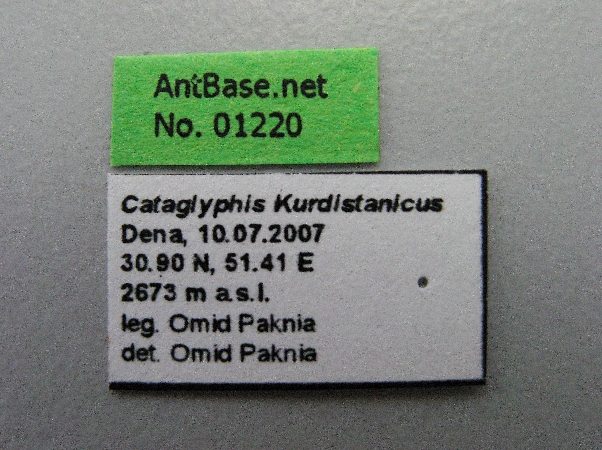 AntBase.net
No. 01220
Cataglyphis Kurdistanicus
Dena, 10.07.2007
30.90 N, 51.41 E
2673 m a.s.l.
leg. Omid Paknia
det. Omid Paknia